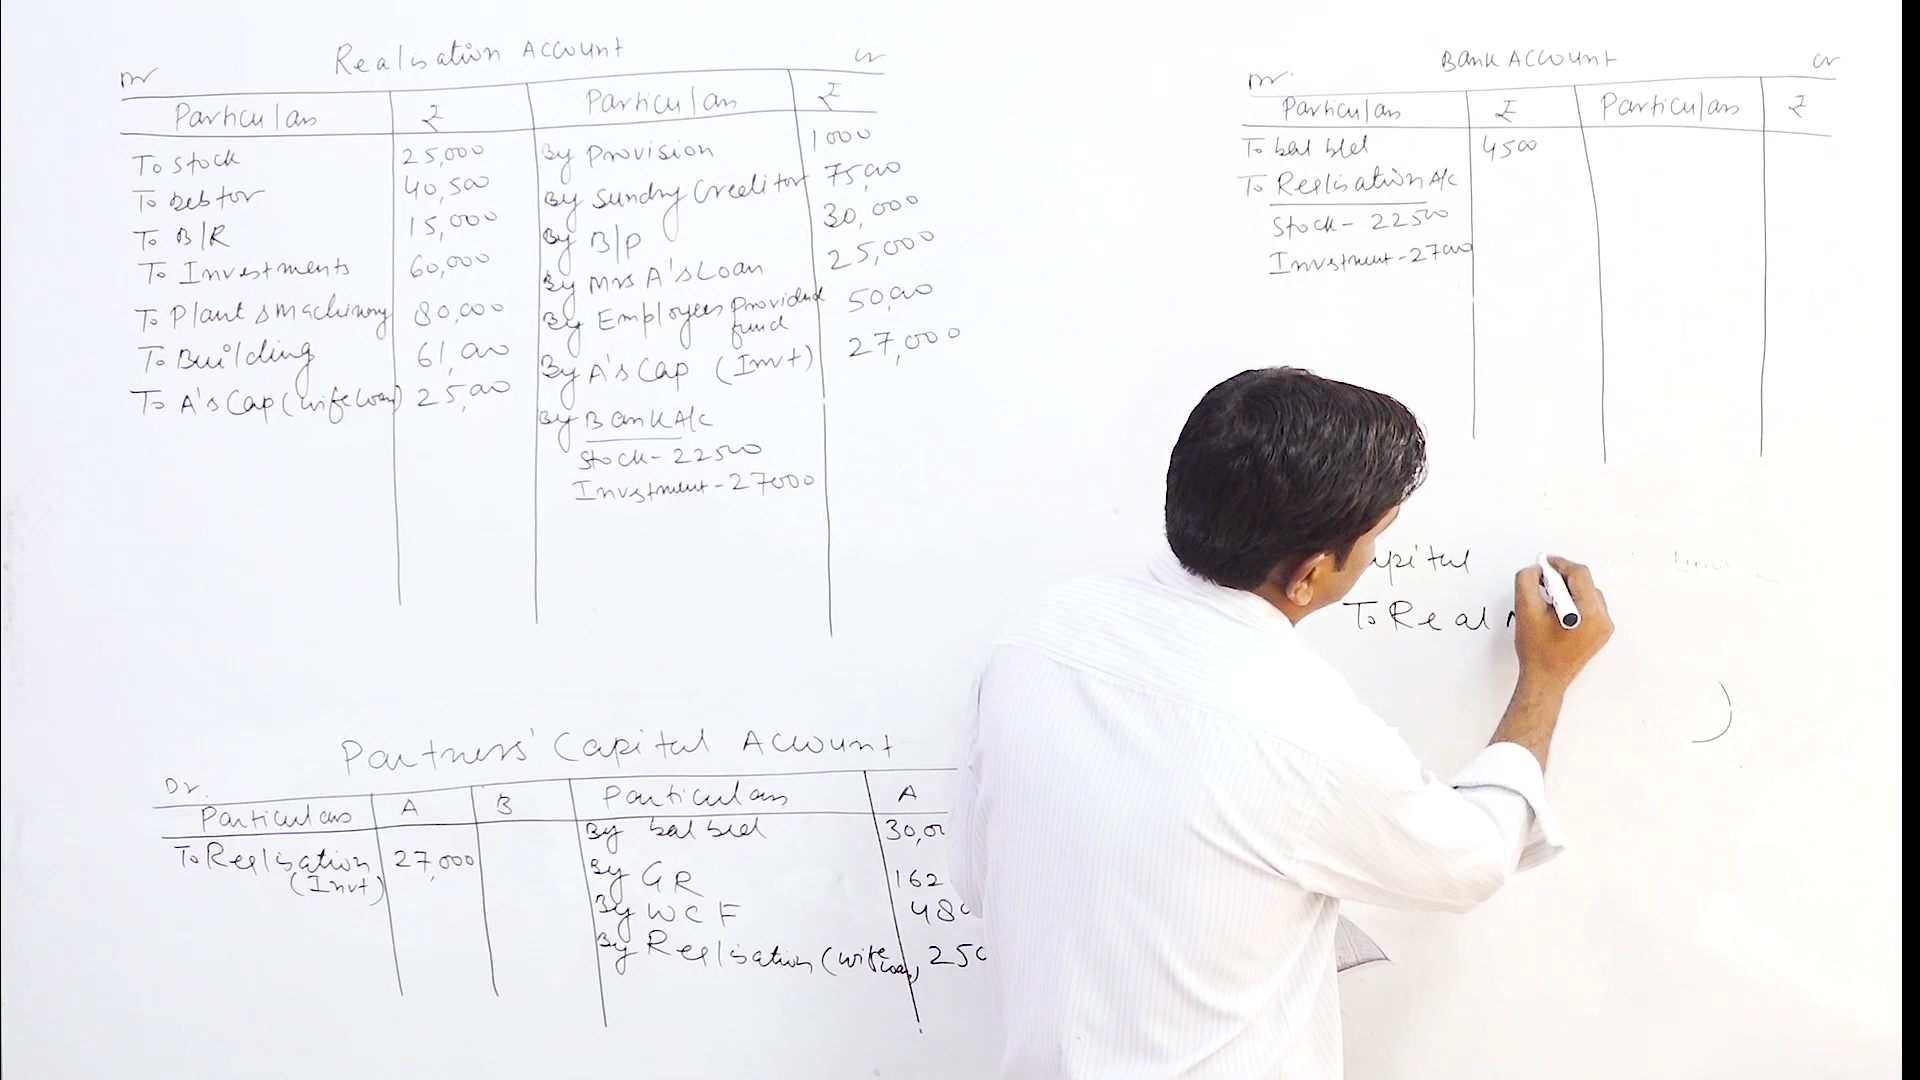 Realisation Account
Dr Cr
Particulars ₹ Particulars ₹
To Stock 25,000 By Provision 1000
To Debtor 40,500 By Sundry Creditor 75,000
To B/R 15,000 By B/P 30,000
To Investments 60,000 By Mrs A's Loan 25,000
To Plant & machinery 80,000 By Employees Provident fund 50,000
To Building 61,000 By A's Cap (Invt) 27,000
To A's Cap (wife loan) 25,000 By Bank A/c
Stock - 22500
Investment - 27000
Bank Account
Dr. Cr
Particulars ₹ Particulars ₹
To bal b/d 4500
To Realisation A/c
Stock - 22500
Investment - 27000
To Real
Partners' Capital Account
Dr.
Particulars A B Particulars A
To Realisation (Invt) 27,000 By bal b/d
By GR
By WCF
By Realisation (wife loan)